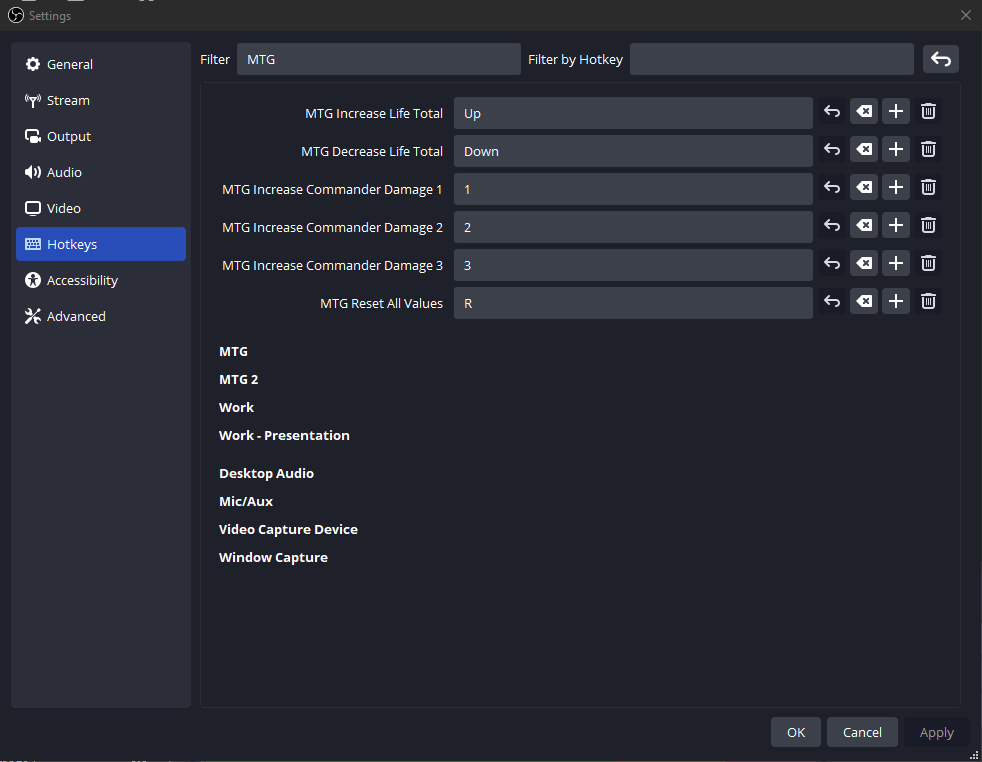 Settings
General
Stream
Output
Audio
Video
Hotkeys
Accessibility
Advanced
Filter MTG Filter by Hotkey
MTG Increase Life Total Up
MTG Decrease Life Total Down
MTG Increase Commander Damage 1 1
MTG Increase Commander Damage 2 2
MTG Increase Commander Damage 3 3
MTG Reset All Values R
MTG
MTG 2
Work
Work - Presentation
Desktop Audio
Mic/Aux
Video Capture Device
Window Capture
OK Cancel Apply